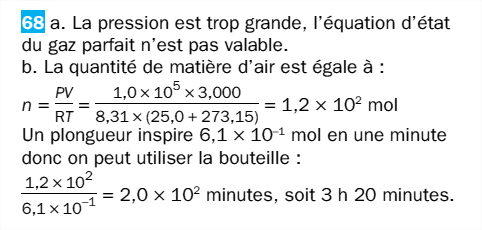 68 a. La pression est trop grande, l'équation d'état
du gaz parfait n'est pas valable.
b. La quantité de matière d'air est égale à :
n = PV/RT = 1,0 × 10⁵ × 3,000 / 8,31 × (25,0 + 273,15) = 1,2 × 10² mol
Un plongeur inspire 6,1 × 10⁻¹ mol en une minute
donc on peut utiliser la bouteille :
1,2 × 10² / 6,1 × 10⁻¹ = 2,0 × 10² minutes, soit 3 h 20 minutes.